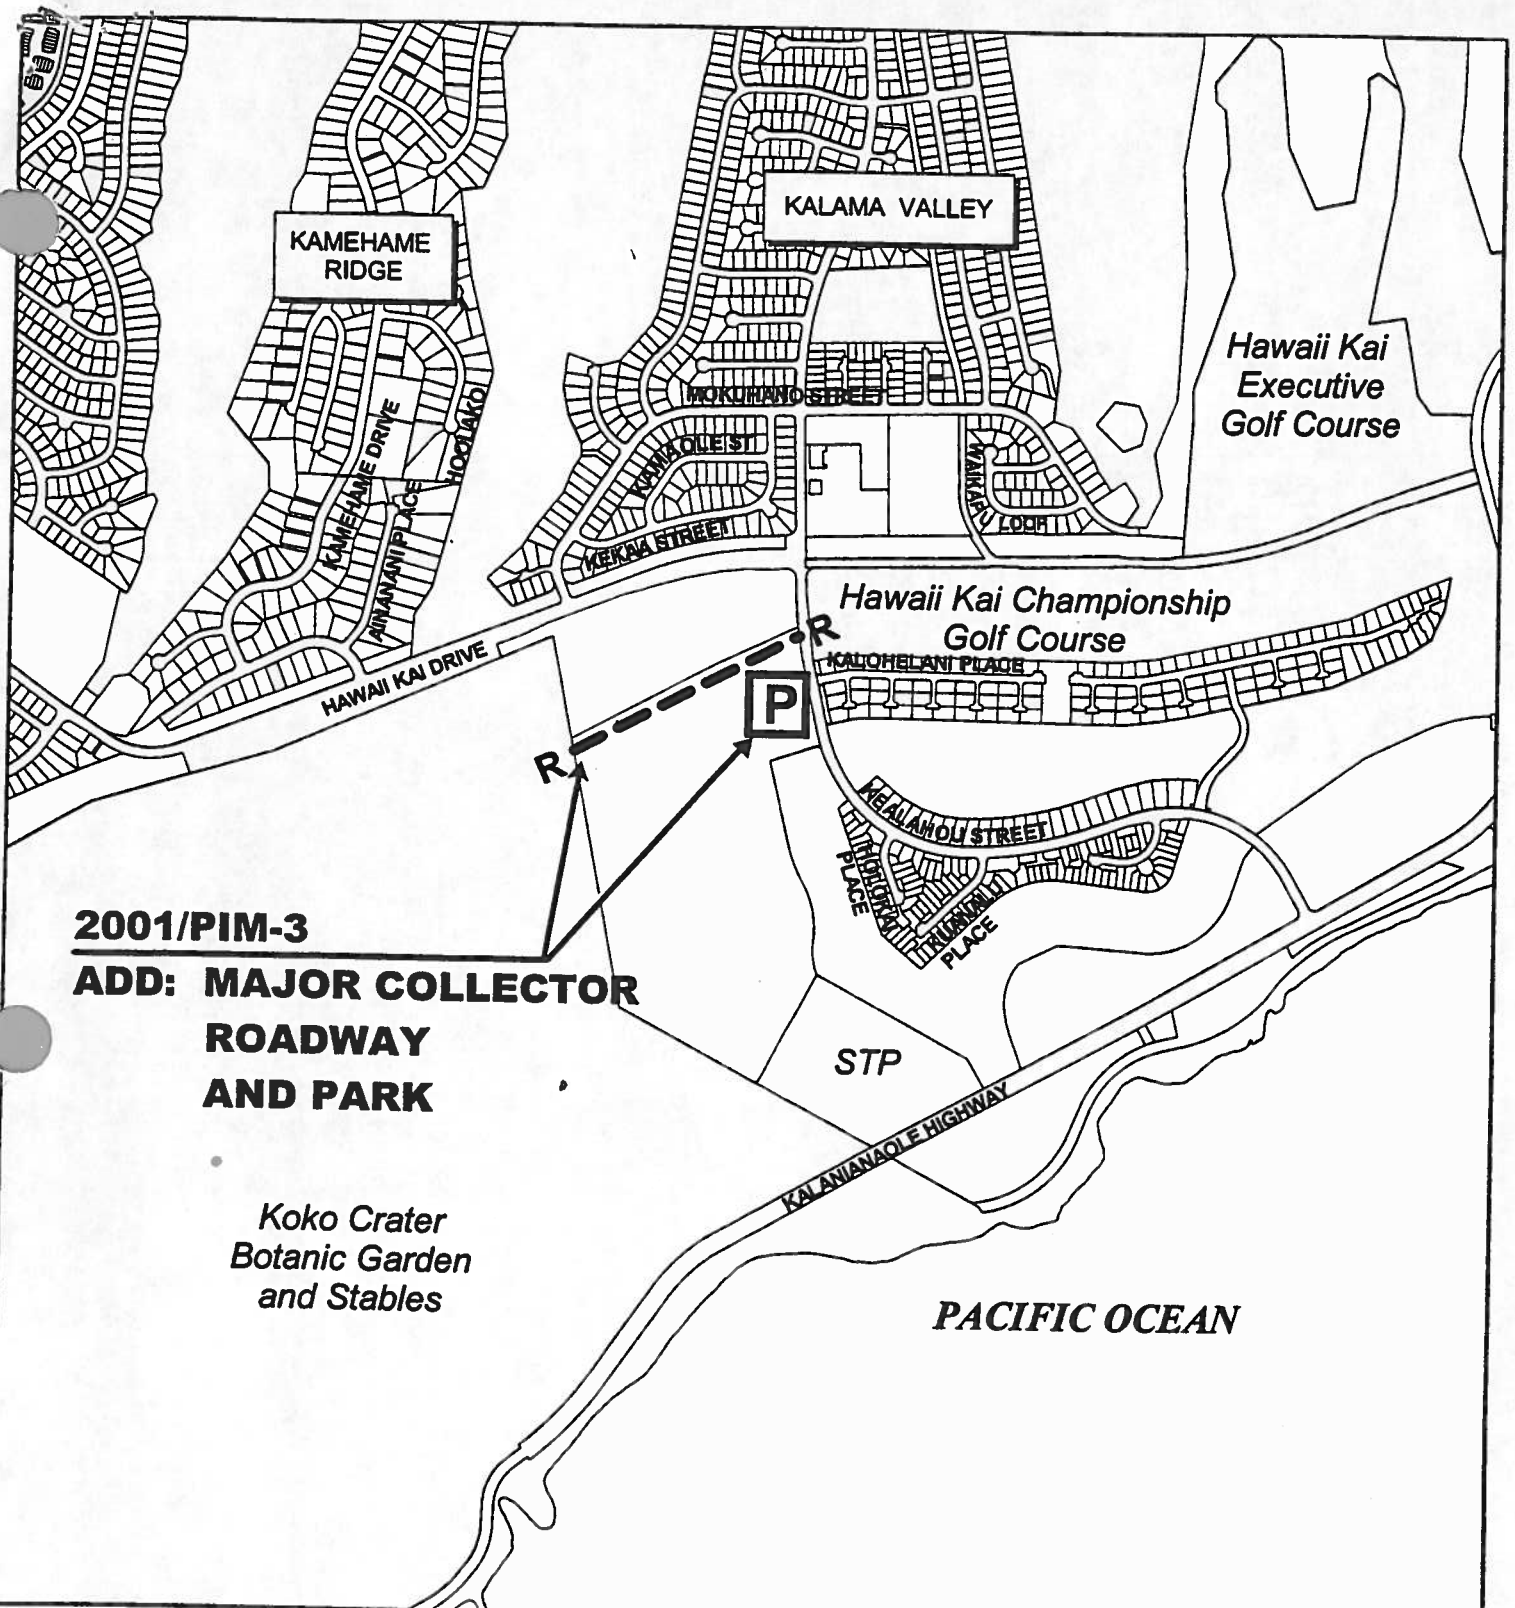 KALAMA VALLEY
KAMEHAME
RIDGE
Hawaii Kai
Executive
Golf Course
MOKUHANO STREET
KAMAOLE ST
KEKAA STREET
WAIKAPU
LOOP
HOOLIAKO
KAMEHAME DRIVE
AINANANI PLACE
HAWAII KAI DRIVE
Hawaii Kai Championship
Golf Course
R
KALOHELANI PLACE
P
R
KEALAHOU STREET
PLACE
PLACE
2001/PIM-3
ADD: MAJOR COLLECTOR
ROADWAY
AND PARK
STP
KALANIANAOLE HIGHWAY
Koko Crater
Botanic Garden
and Stables
PACIFIC OCEAN